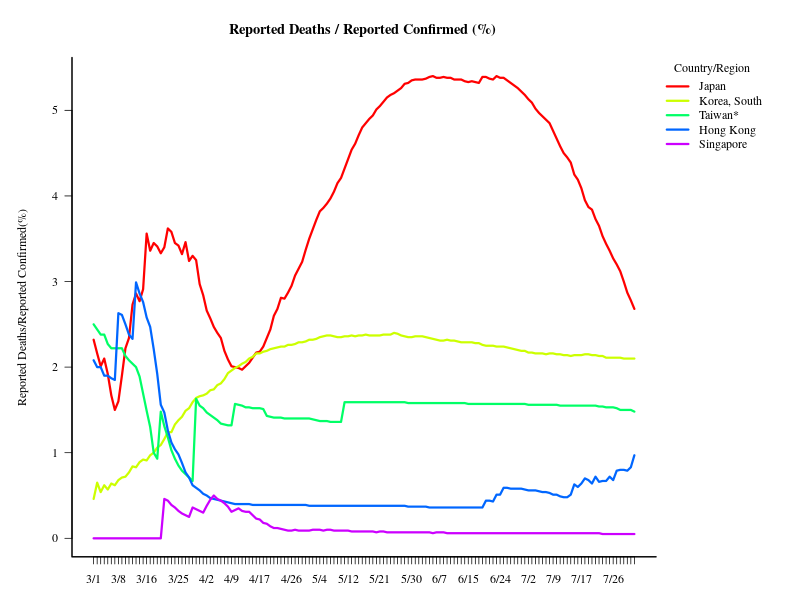 Reported Deaths / Reported Confirmed (%)
Country/Region
Japan
Korea, South
Taiwan*
Hong Kong
Singapore
Reported Deaths/Reported Confirmed(%)
5
4
3
2
1
0
3/1 3/8 3/16 3/25 4/2 4/9 4/17 4/26 5/4 5/12 5/21 5/30 6/7 6/15 6/24 7/2 7/9 7/17 7/26